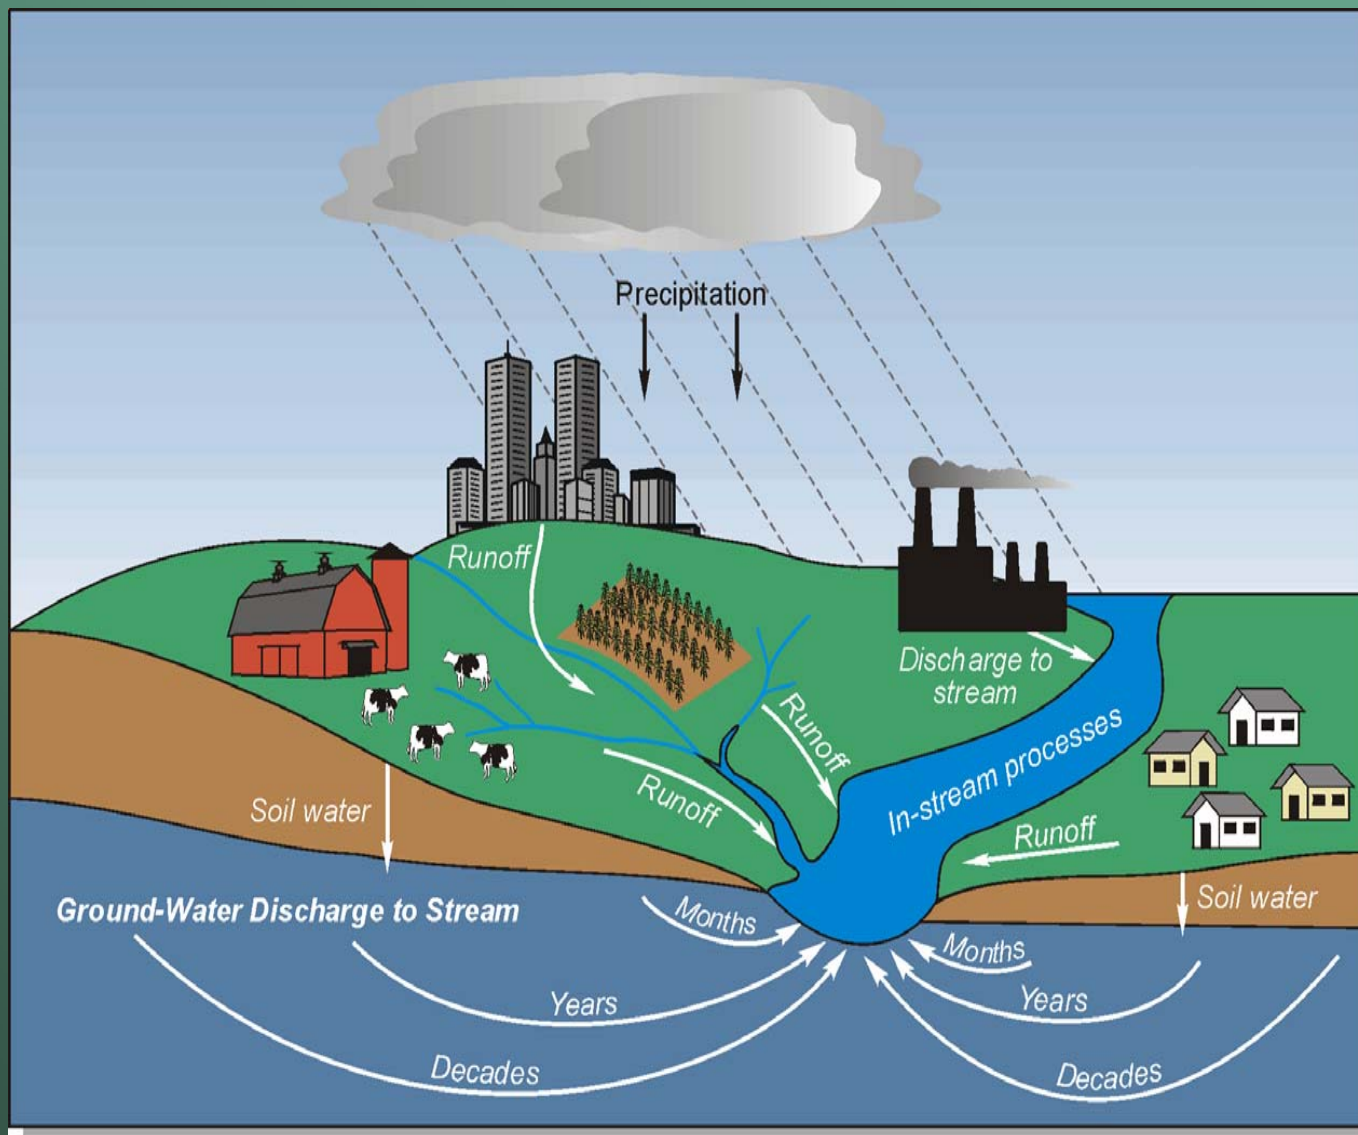 Precipitation
Runoff
Discharge to
stream
Runoff
Runoff
In-stream processes
Soil water
Runoff
Soil water
Ground-Water Discharge to Stream
Months
Months
Years
Years
Decades
Decades